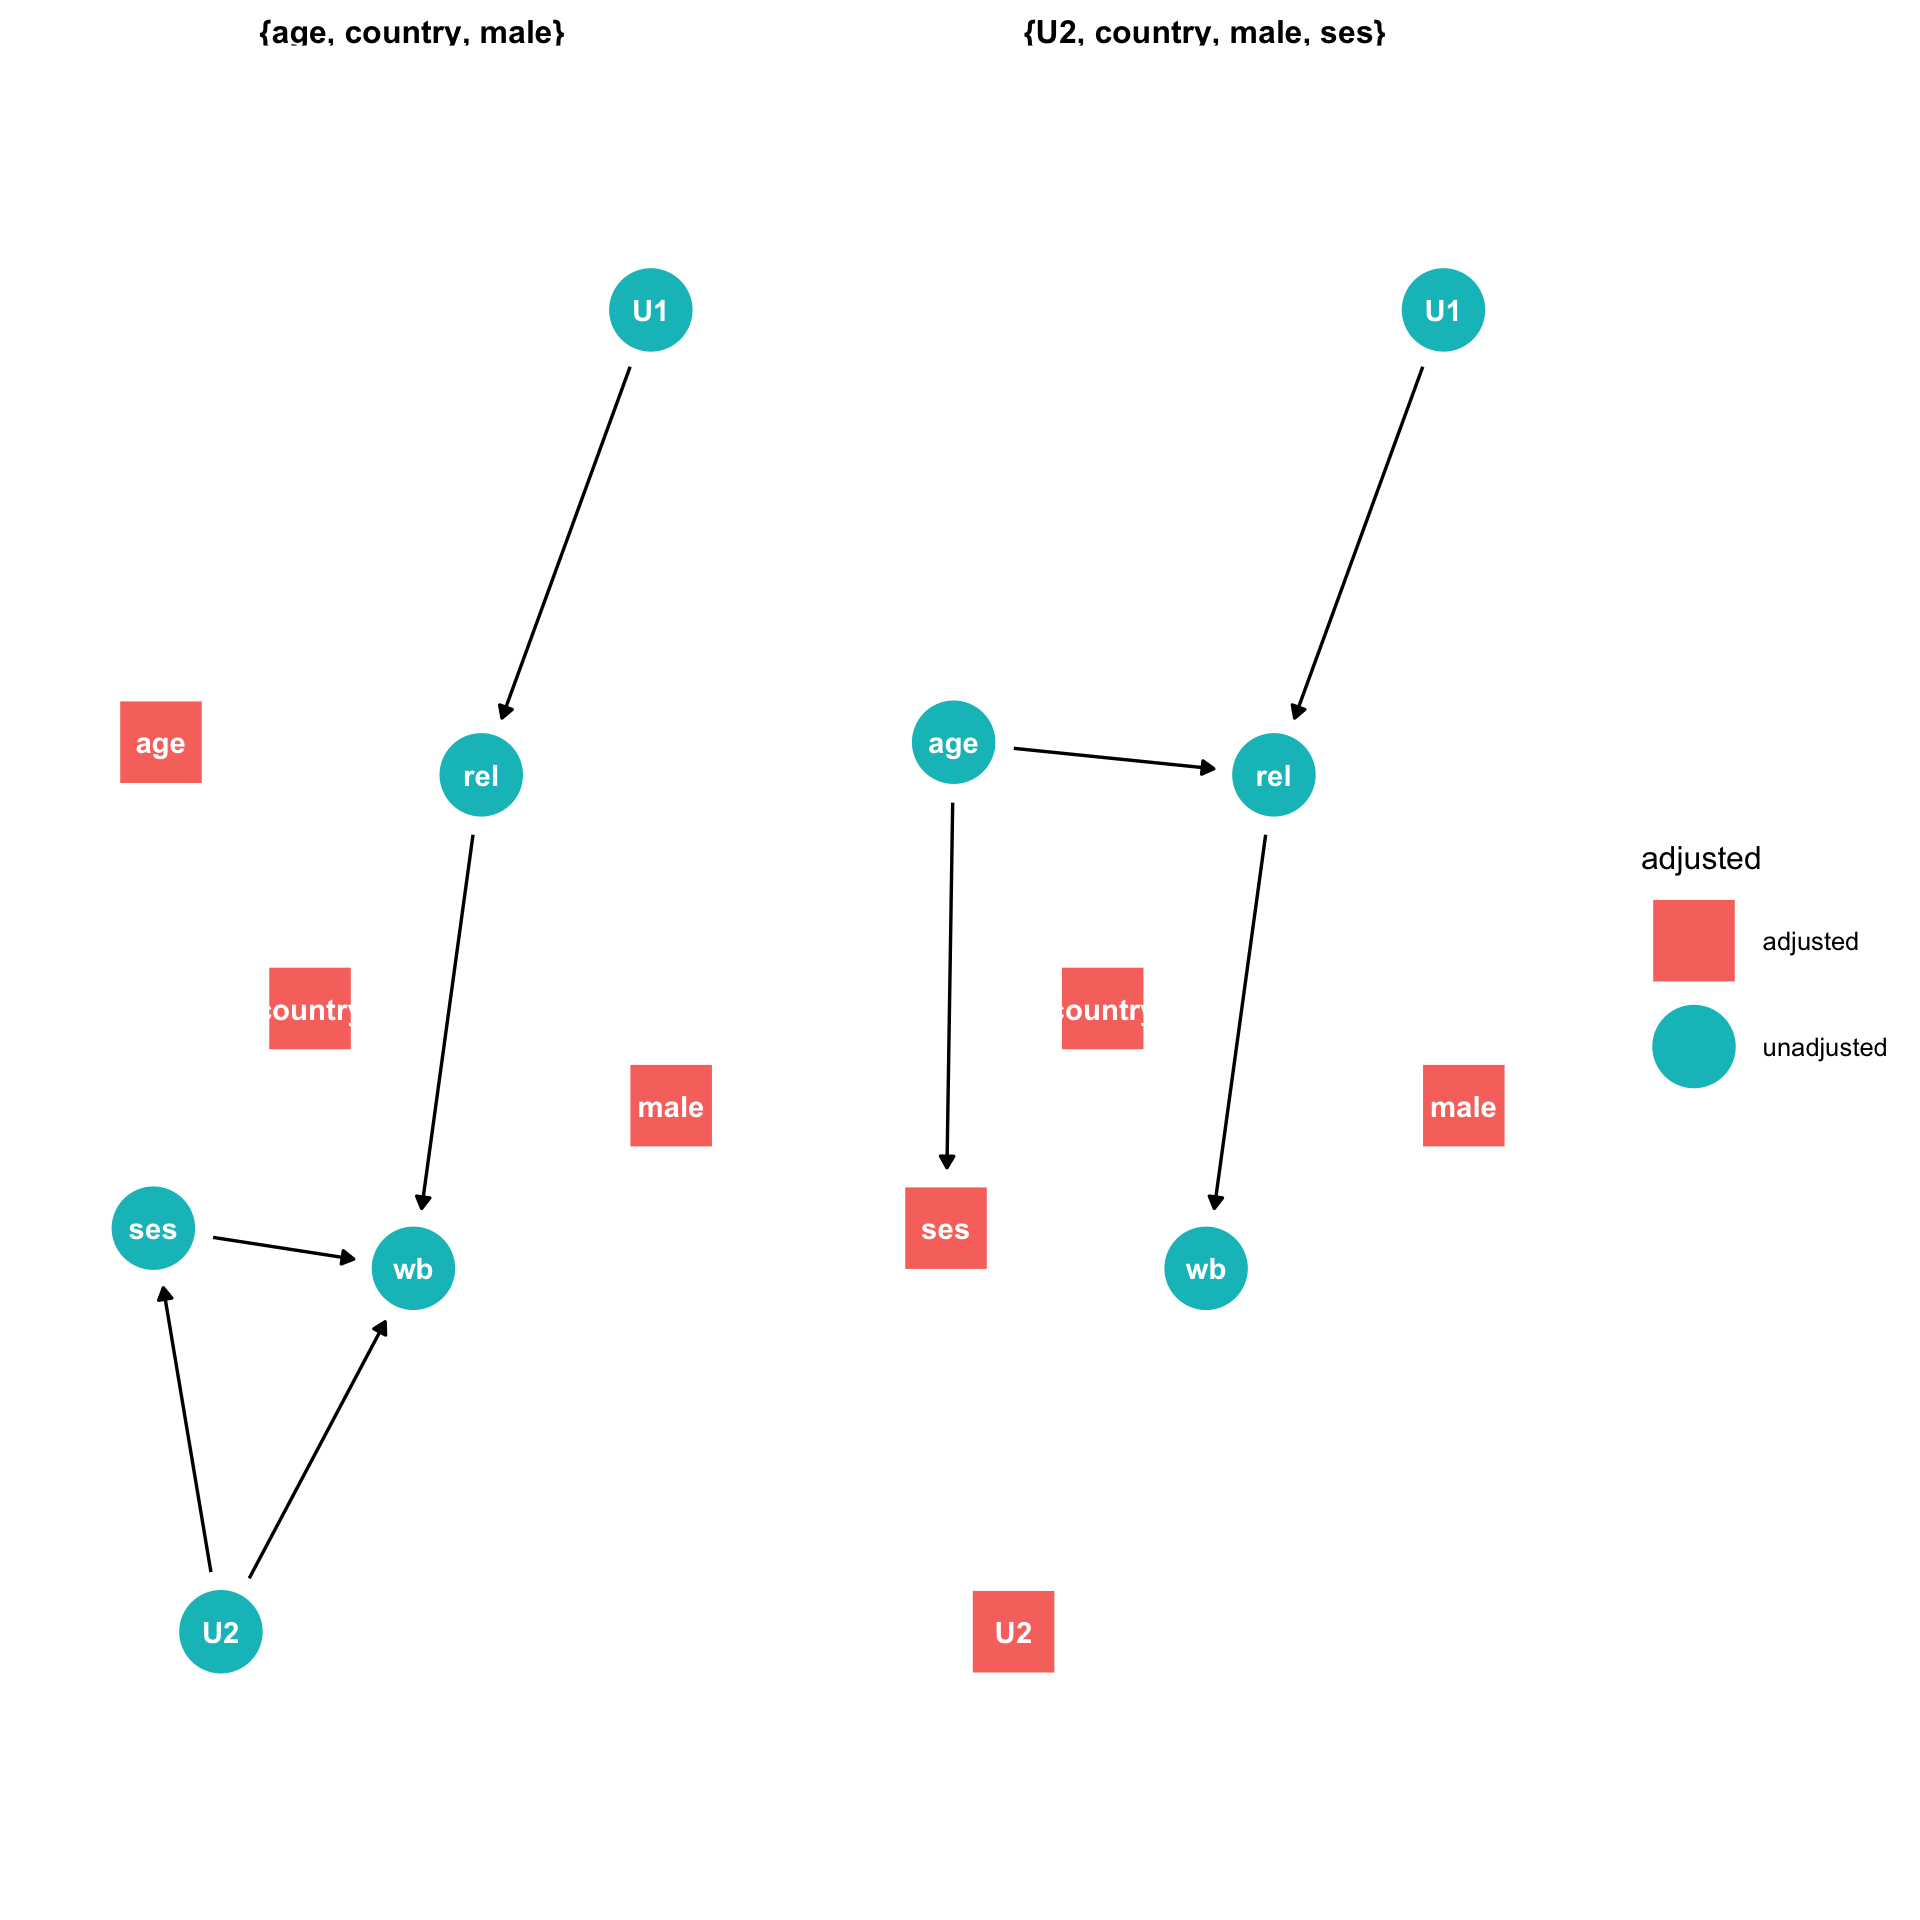 {age, country, male}
U1
age
rel
country
male
ses
wb
U2
{U2, country, male, ses}
U1
age
rel
country
male
ses
wb
U2
adjusted
adjusted
unadjusted